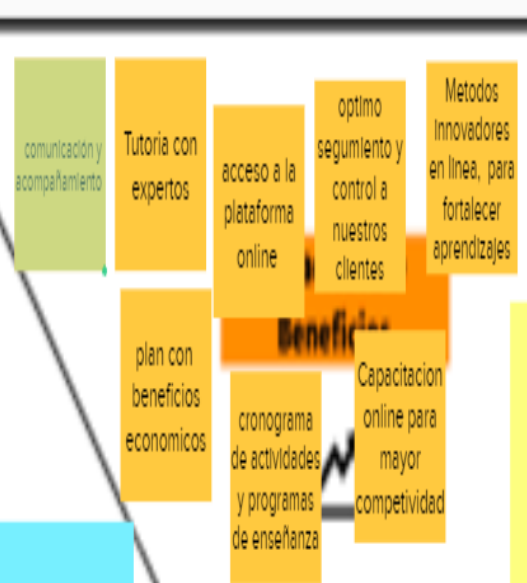 comunicación y
acompañamiento
Tutoria con
expertos
acceso a la
plataforma
online
optimo
segumiento y
control a
nuestros
clientes
Metodos
innovadores
en linea, para
fortalecer
aprendizajes
Beneficios
plan con
beneficios
economicos
cronograma
de actividades
y programas
de enseñanza
Capacitacion
online para
mayor
competividad